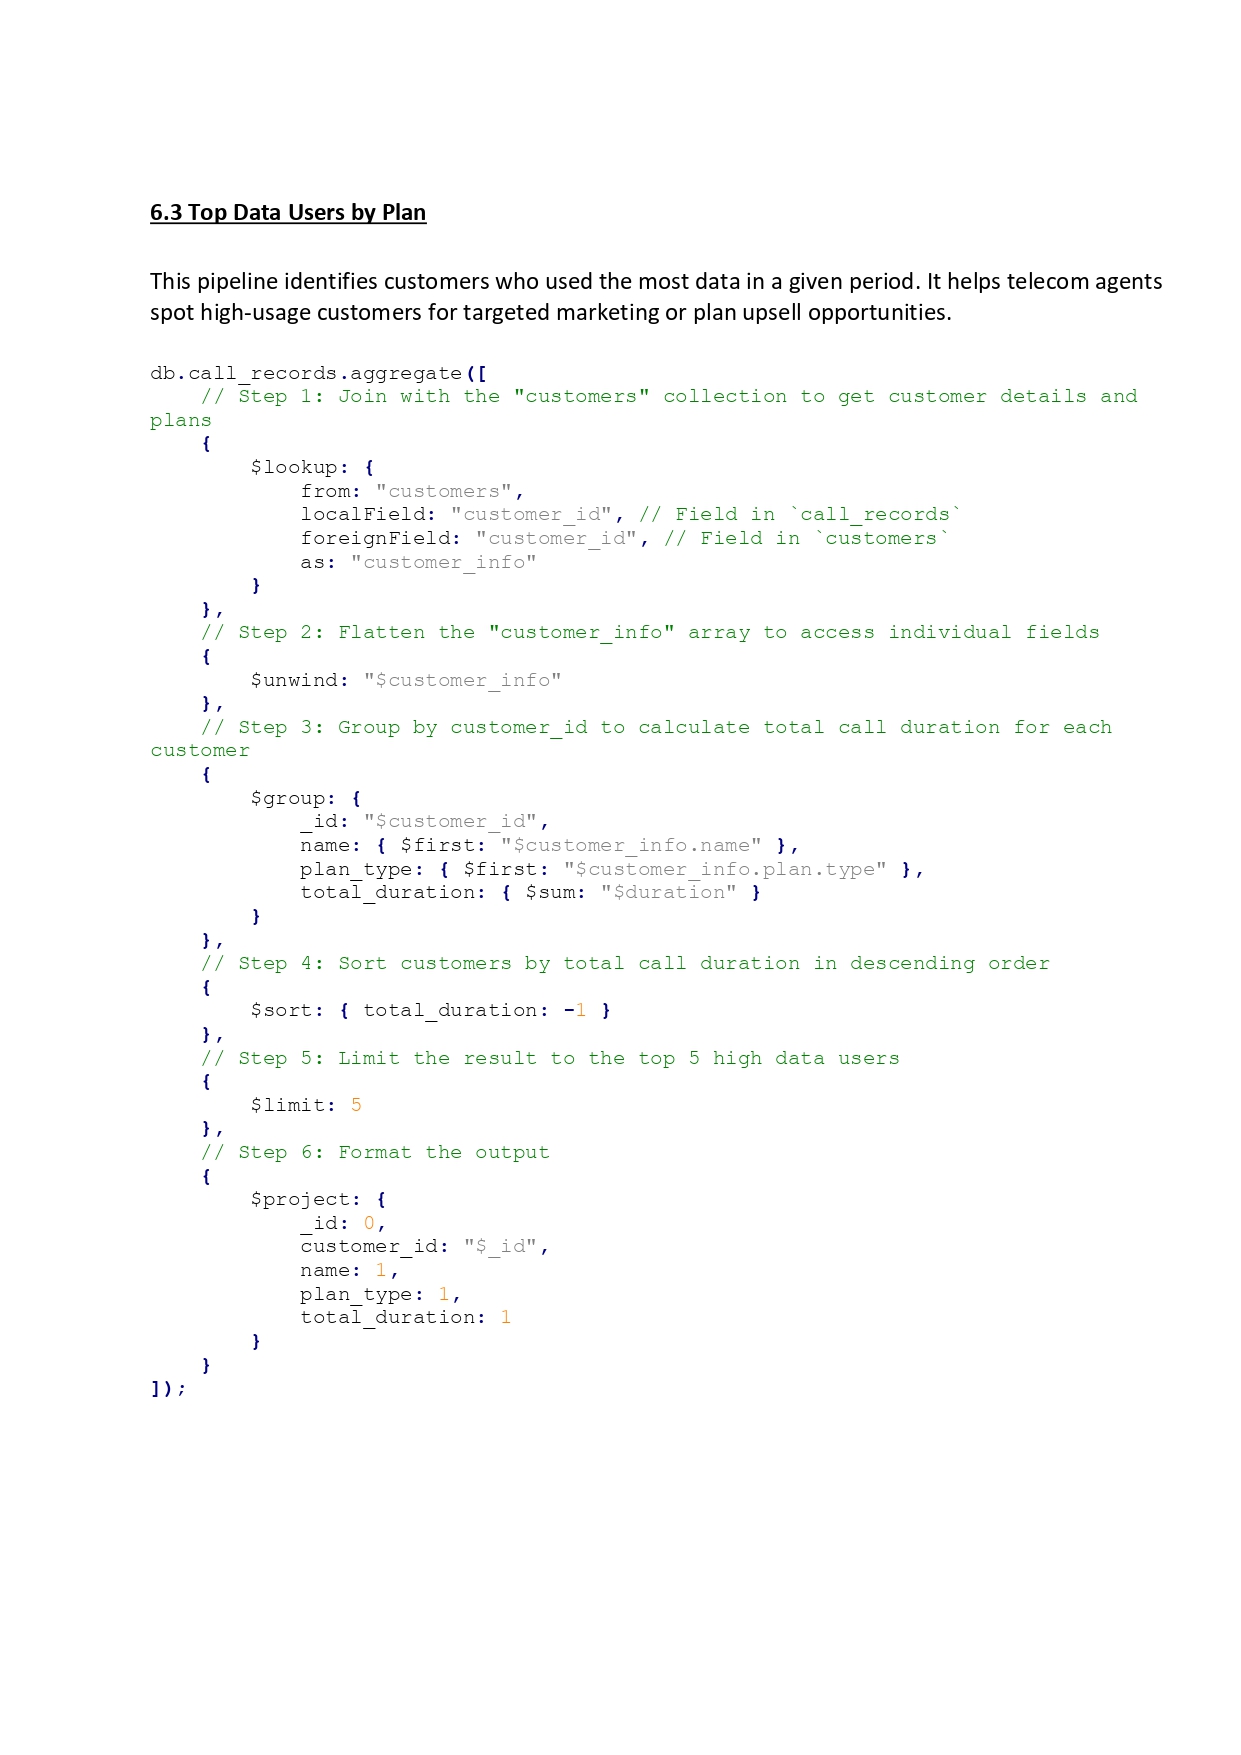 6.3 Top Data Users by Plan
This pipeline identifies customers who used the most data in a given period. It helps telecom agents
spot high-usage customers for targeted marketing or plan upsell opportunities.
db.call_records.aggregate([
    // Step 1: Join with the "customers" collection to get customer details and
plans
    {
        $lookup: {
            from: "customers",
            localField: "customer_id", // Field in `call_records`
            foreignField: "customer_id", // Field in `customers`
            as: "customer_info"
        }
    },
    // Step 2: Flatten the "customer_info" array to access individual fields
    {
        $unwind: "$customer_info"
    },
    // Step 3: Group by customer_id to calculate total call duration for each
customer
    {
        $group: {
            _id: "$customer_id",
            name: { $first: "$customer_info.name" },
            plan_type: { $first: "$customer_info.plan.type" },
            total_duration: { $sum: "$duration" }
        }
    },
    // Step 4: Sort customers by total call duration in descending order
    {
        $sort: { total_duration: -1 }
    },
    // Step 5: Limit the result to the top 5 high data users
    {
        $limit: 5
    },
    // Step 6: Format the output
    {
        $project: {
            _id: 0,
            customer_id: "$_id",
            name: 1,
            plan_type: 1,
            total_duration: 1
        }
    }
]);